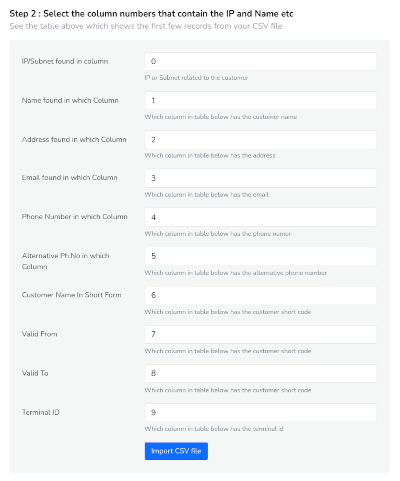 Step 2 : Select the column numbers that contain the IP and Name etc
See the table above which shows the first few records from your CSV file
IP/Subnet found in column
0
IP or Subnet related to the customer
Name found in which Column
1
Which column in table below has the customer name
Address found in which Column
2
Which column in table below has the address
Email found in which Column
3
Which column in table below has the email
Phone Number in which Column
4
Which column in table below has the phone numer
Alternative Ph.No in which
Column
5
Which column in table below has the alternative phone number
Customer Name In Short Form
6
Which column in table below has the customer short code
Valid From
7
Which column in table below has the customer short code
Valid To
8
Which column in table below has the customer short code
Terminal ID
9
Which column in table below has the terminal id
Import CSV file